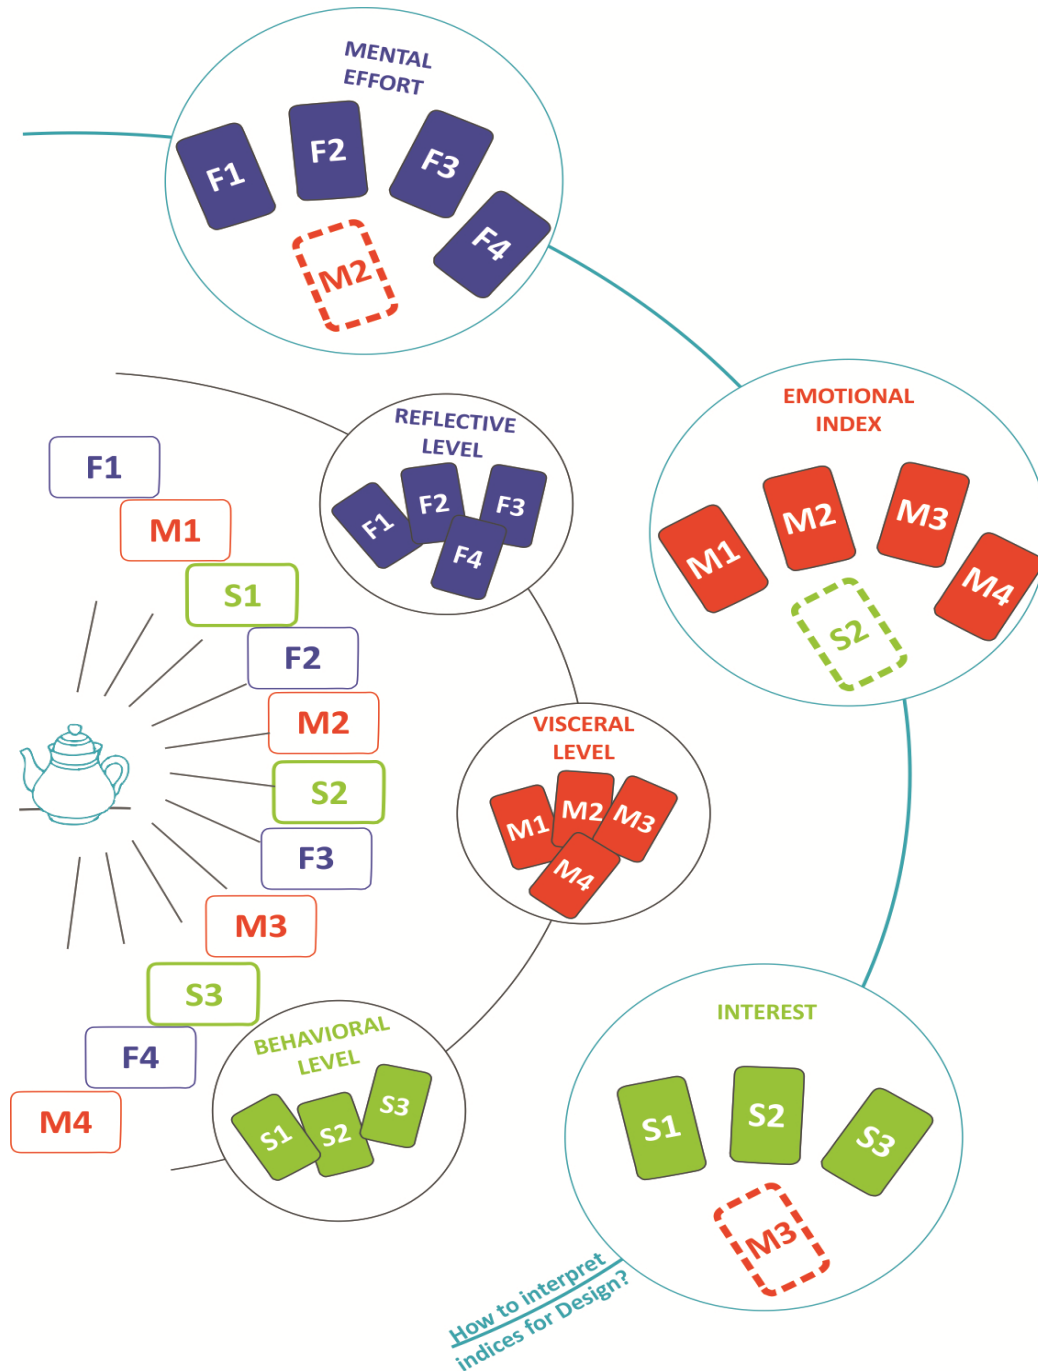 MENTAL
EFFORT
F1
F2
F3
F4
M2
REFLECTIVE
LEVEL
F1
F2
F3
F4
EMOTIONAL
INDEX
M1
M2
M3
M4
S2
F1
M1
S1
F2
M2
S2
F3
M3
S3
F4
M4
VISCERAL
LEVEL
M1
M2
M3
M4
BEHAVIORAL
LEVEL
S1
S2
S3
INTEREST
S1
S2
S3
M3
How to interpret
indices for Design?